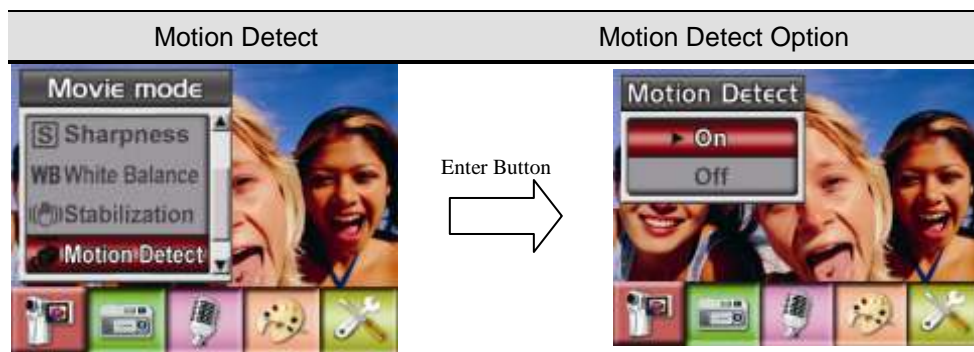 Motion Detect
Motion Detect Option
Movie mode
S Sharpness
WB White Balance
Stabilization
Motion Detect
Enter Button
Motion Detect
On
Off